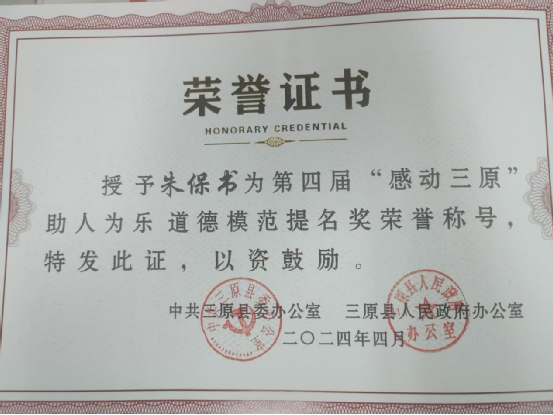 荣誉证书
HONORARY CREDENTIAL
授予朱保书为第四届“感动三原”
助人为乐道德模范提名奖荣誉称号，
特发此证，以资鼓励。
中共三原县委办公室 三原县人民政府办公室
二〇二四年四月